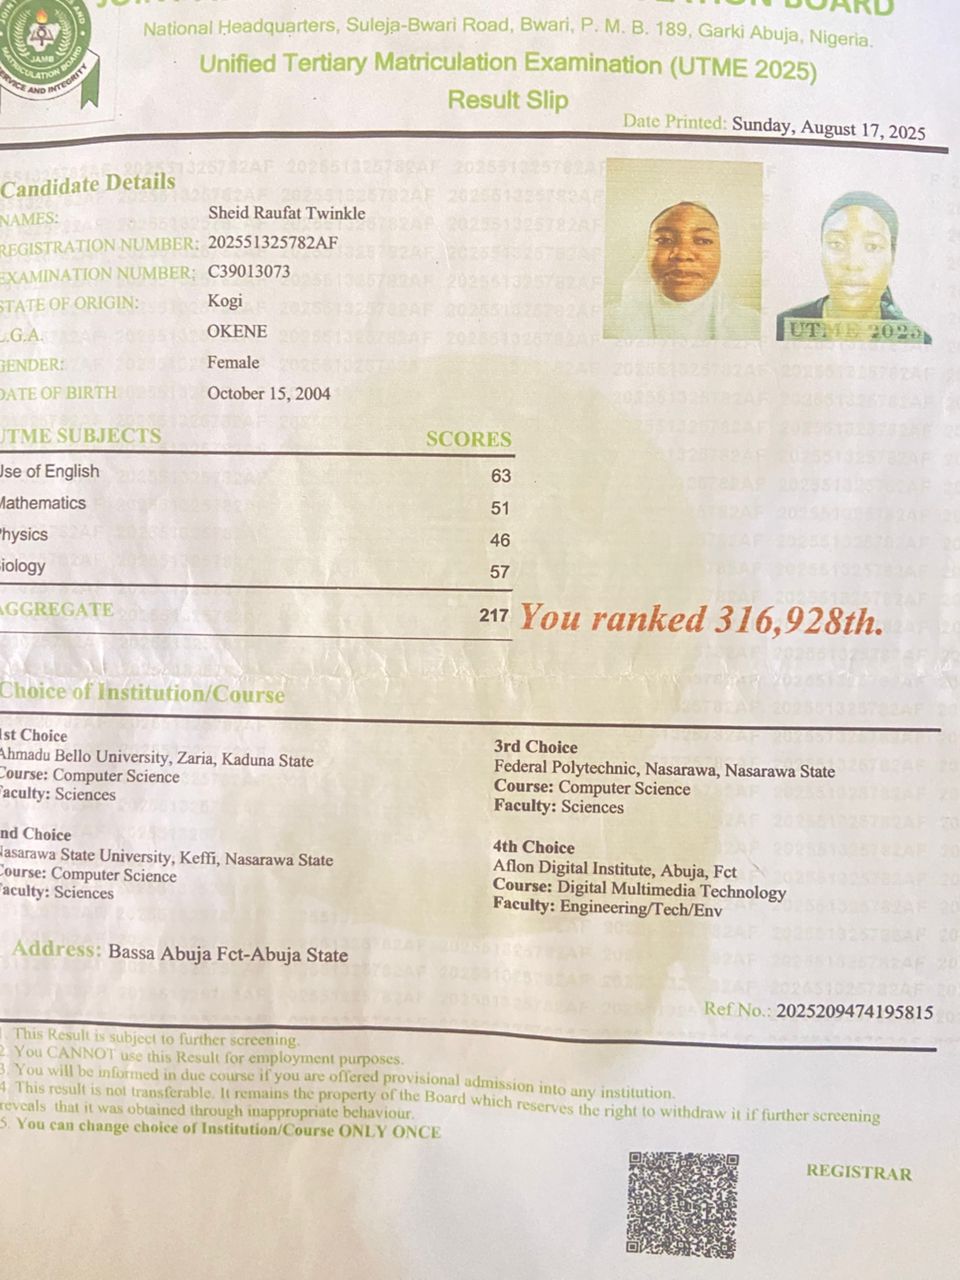 JOINT ADMISSIONS AND MATRICULATION BOARD
National Headquarters, Suleja-Bwari Road, Bwari, P. M. B. 189, Garki Abuja, Nigeria.
Unified Tertiary Matriculation Examination (UTME 2025)
Result Slip
JAMB
MATRICULATION BOARD
SERVICE AND INTEGRITY
Date Printed: Sunday, August 17, 2025
Candidate Details
NAMES: Sheid Raufat Twinkle
REGISTRATION NUMBER: 202551325782AF
EXAMINATION NUMBER: C39013073
STATE OF ORIGIN: Kogi
L.G.A. OKENE
GENDER: Female
DATE OF BIRTH October 15, 2004
UTME 2025
UTME SUBJECTS SCORES
Use of English 63
Mathematics 51
Physics 46
Biology 57
AGGREGATE 217 You ranked 316,928th.
Choice of Institution/Course
1st Choice
Ahmadu Bello University, Zaria, Kaduna State
Course: Computer Science
Faculty: Sciences
2nd Choice
Nasarawa State University, Keffi, Nasarawa State
Course: Computer Science
Faculty: Sciences
3rd Choice
Federal Polytechnic, Nasarawa, Nasarawa State
Course: Computer Science
Faculty: Sciences
4th Choice
Aflon Digital Institute, Abuja, Fct
Course: Digital Multimedia Technology
Faculty: Engineering/Tech/Env
Address: Bassa Abuja Fct-Abuja State
Ref No.: 2025209474195815
1. This Result is subject to further screening.
2. You CANNOT use this Result for employment purposes.
3. You will be informed in due course if you are offered provisional admission into any institution.
4. This result is not transferable. It remains the property of the Board which reserves the right to withdraw it if further screening
reveals that it was obtained through inappropriate behaviour.
5. You can change choice of Institution/Course ONLY ONCE
REGISTRAR